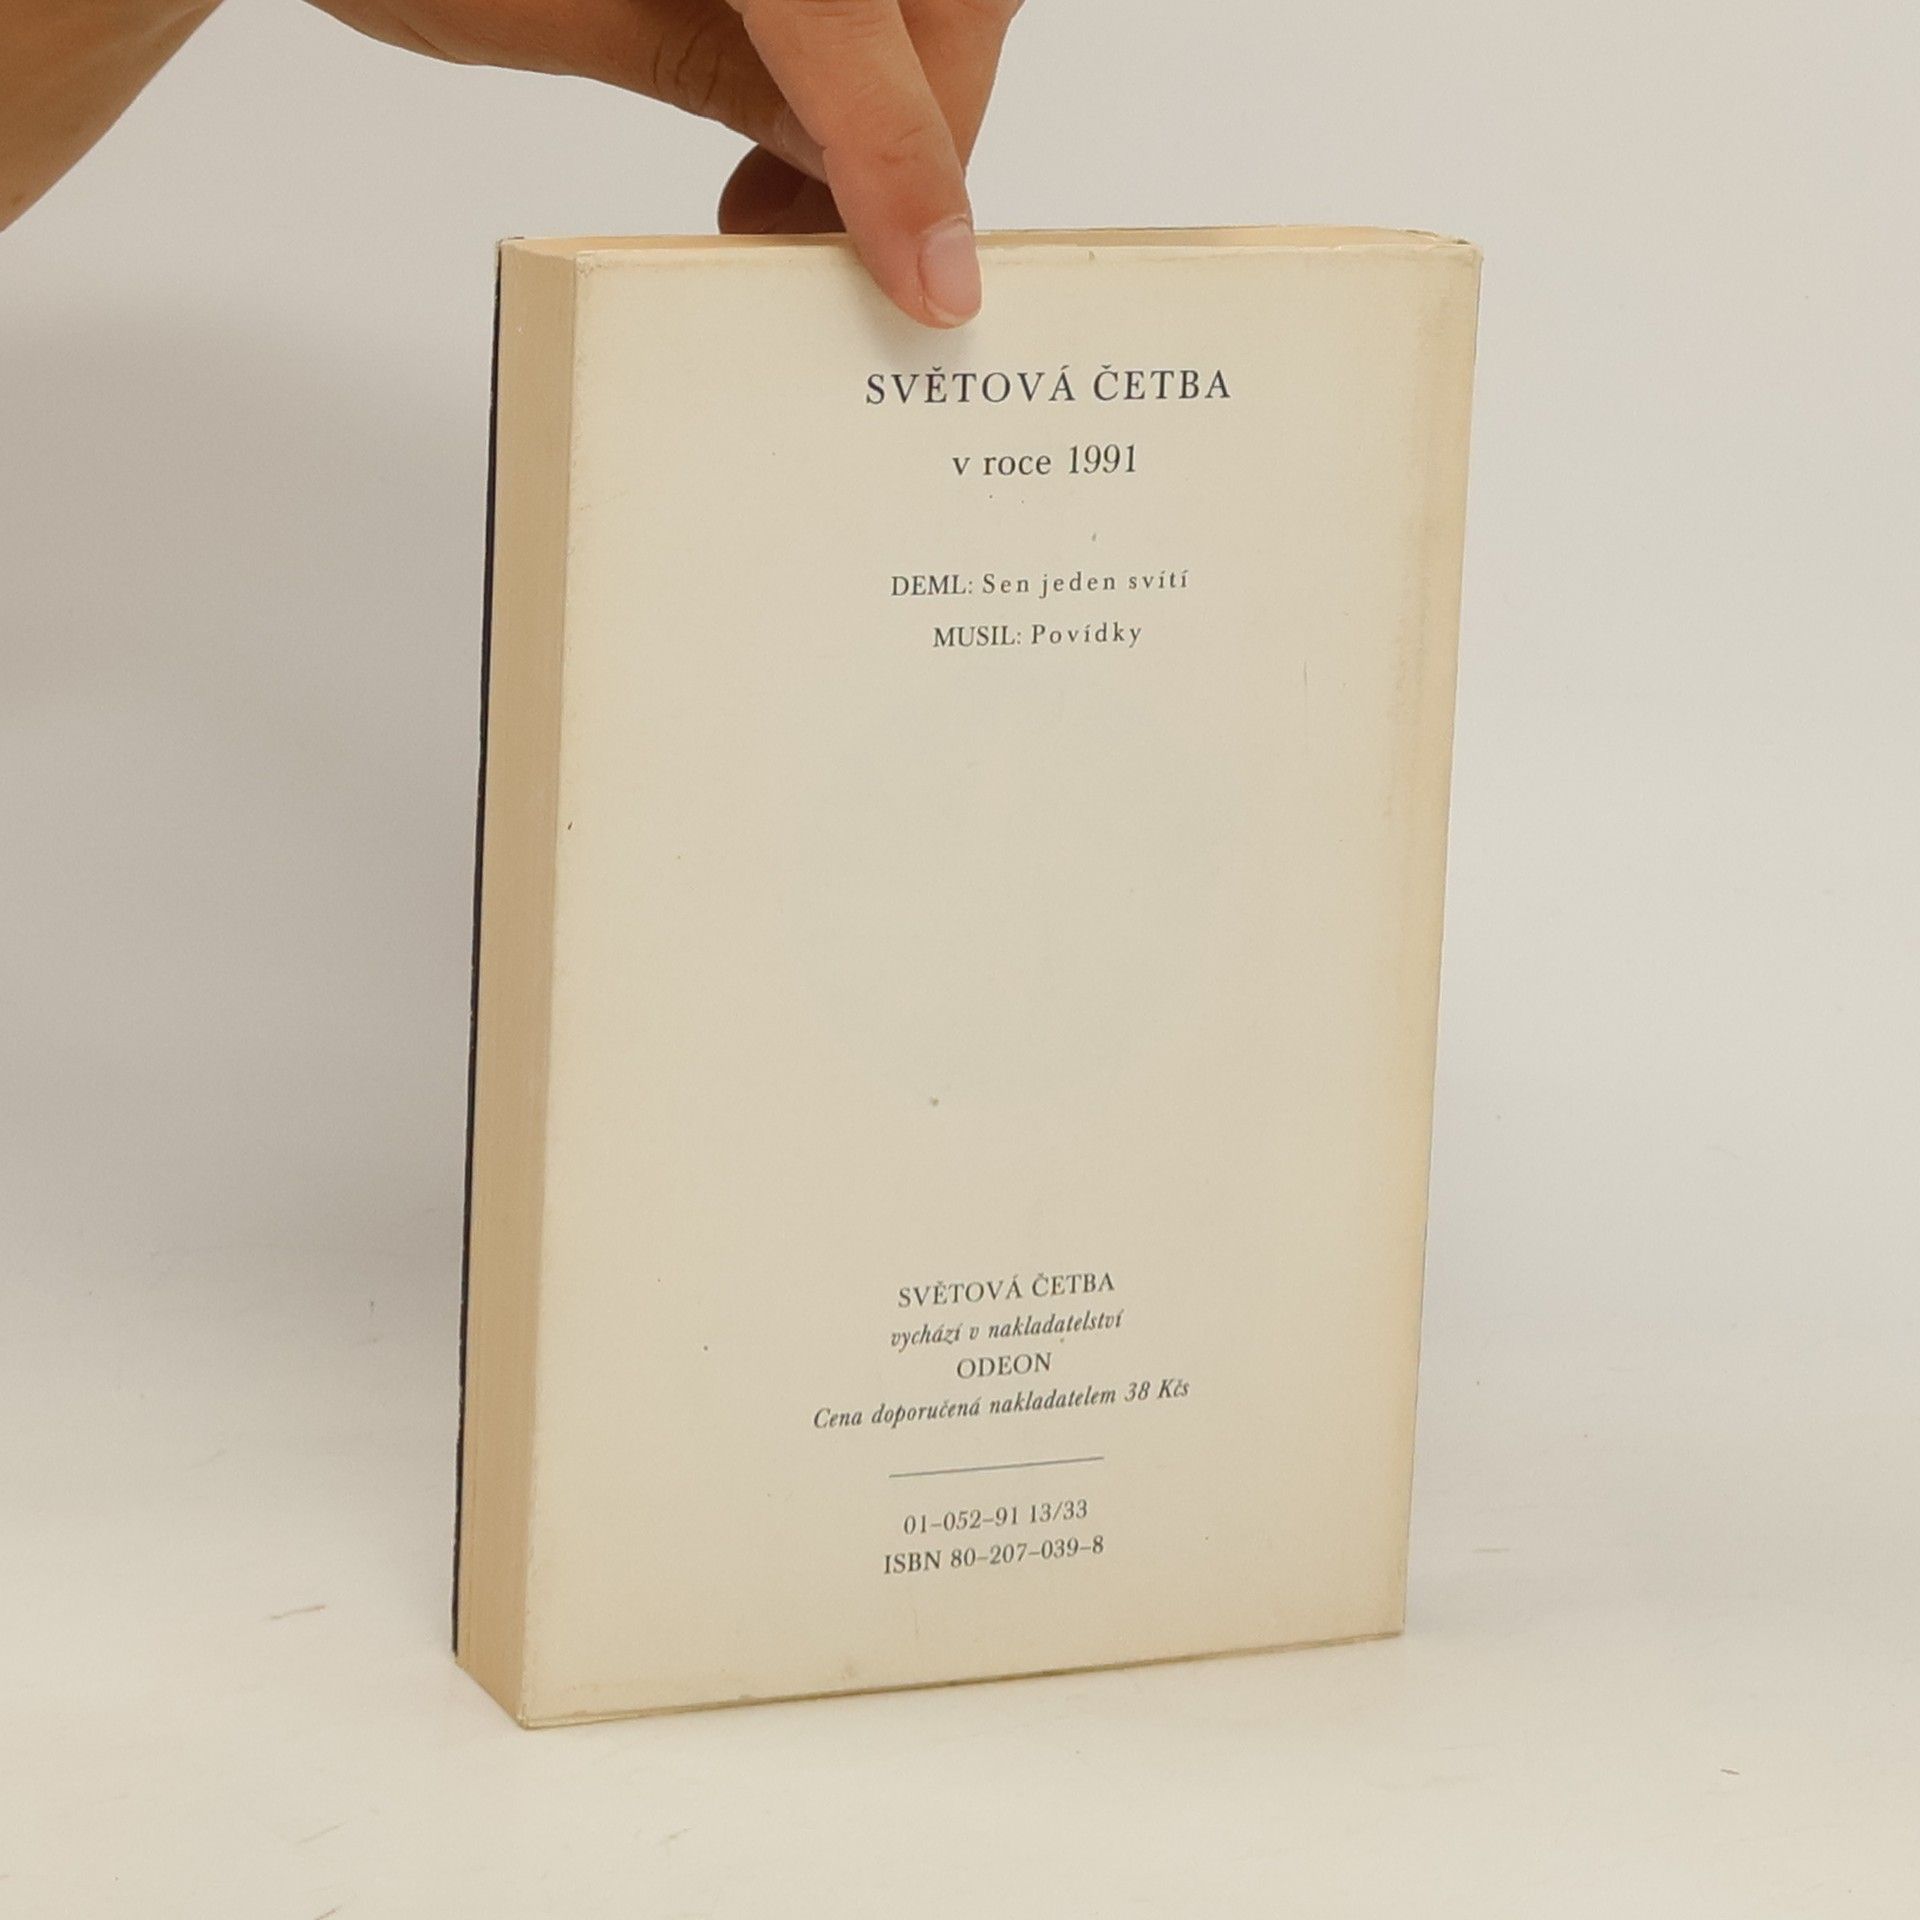 SVĚTOVÁ ČETBA
v roce 1991
DEML: Sen jeden svítí
MUSIL: Povídky
SVĚTOVÁ ČETBA
vychází v nakladatelství
ODEON
Cena doporučená nakladatelem 38 Kčs
01–052–91 13/33
ISBN 80–207–039–8